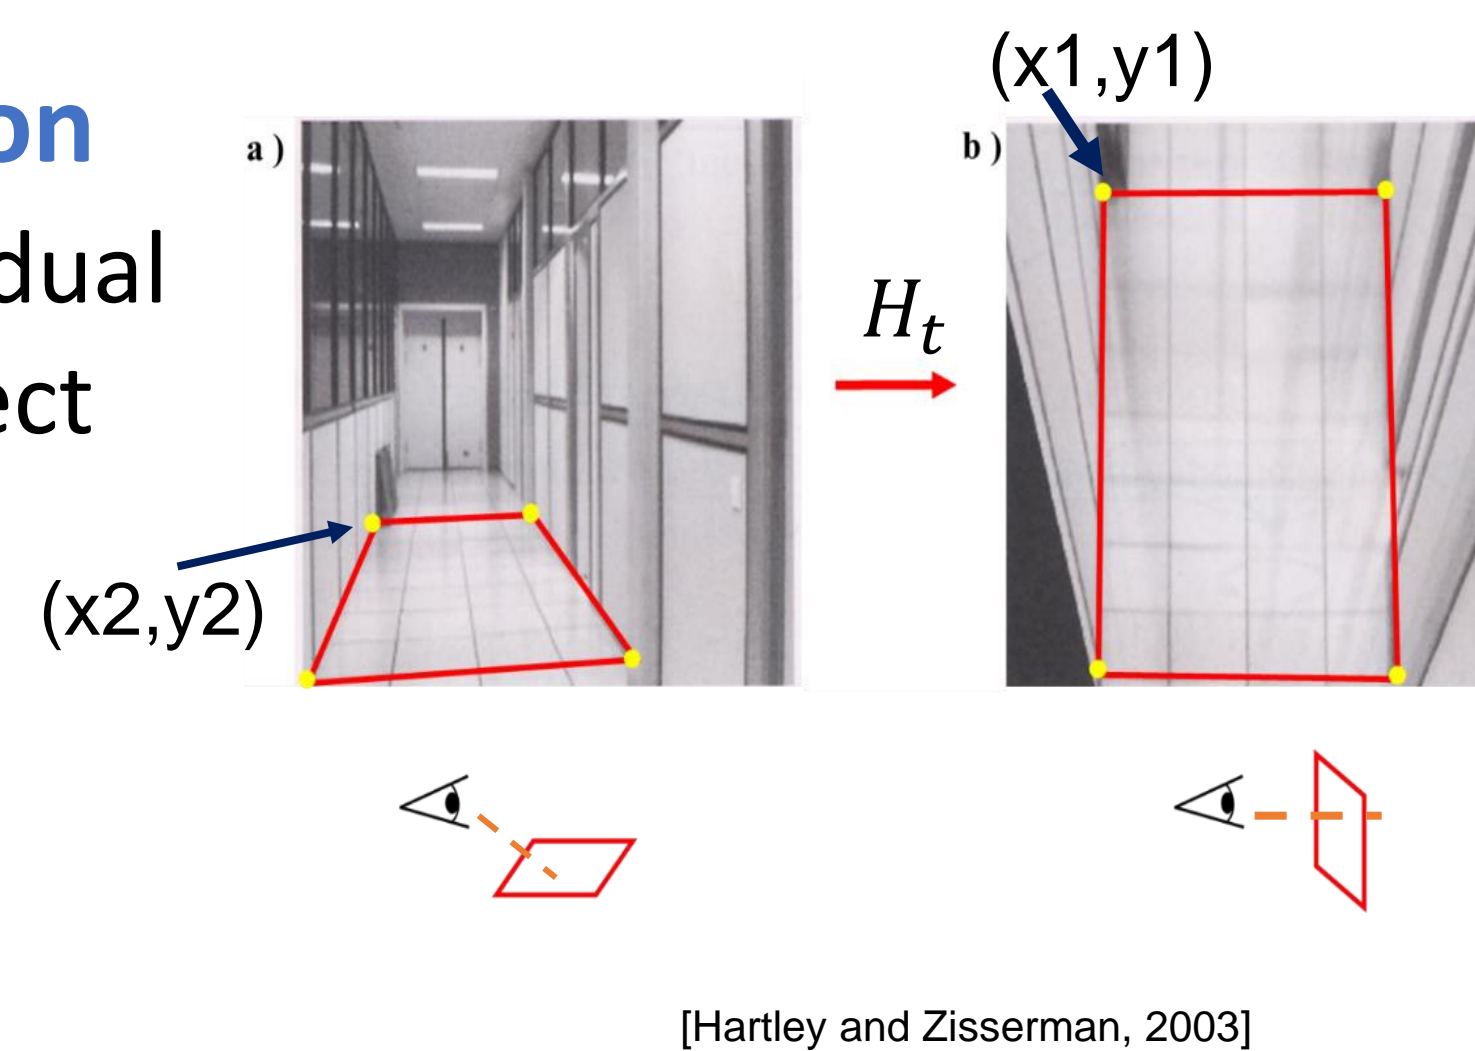 on
dual
ect
(x1,y1)
a )
b )
H_t
(x2,y2)
[Hartley and Zisserman, 2003]